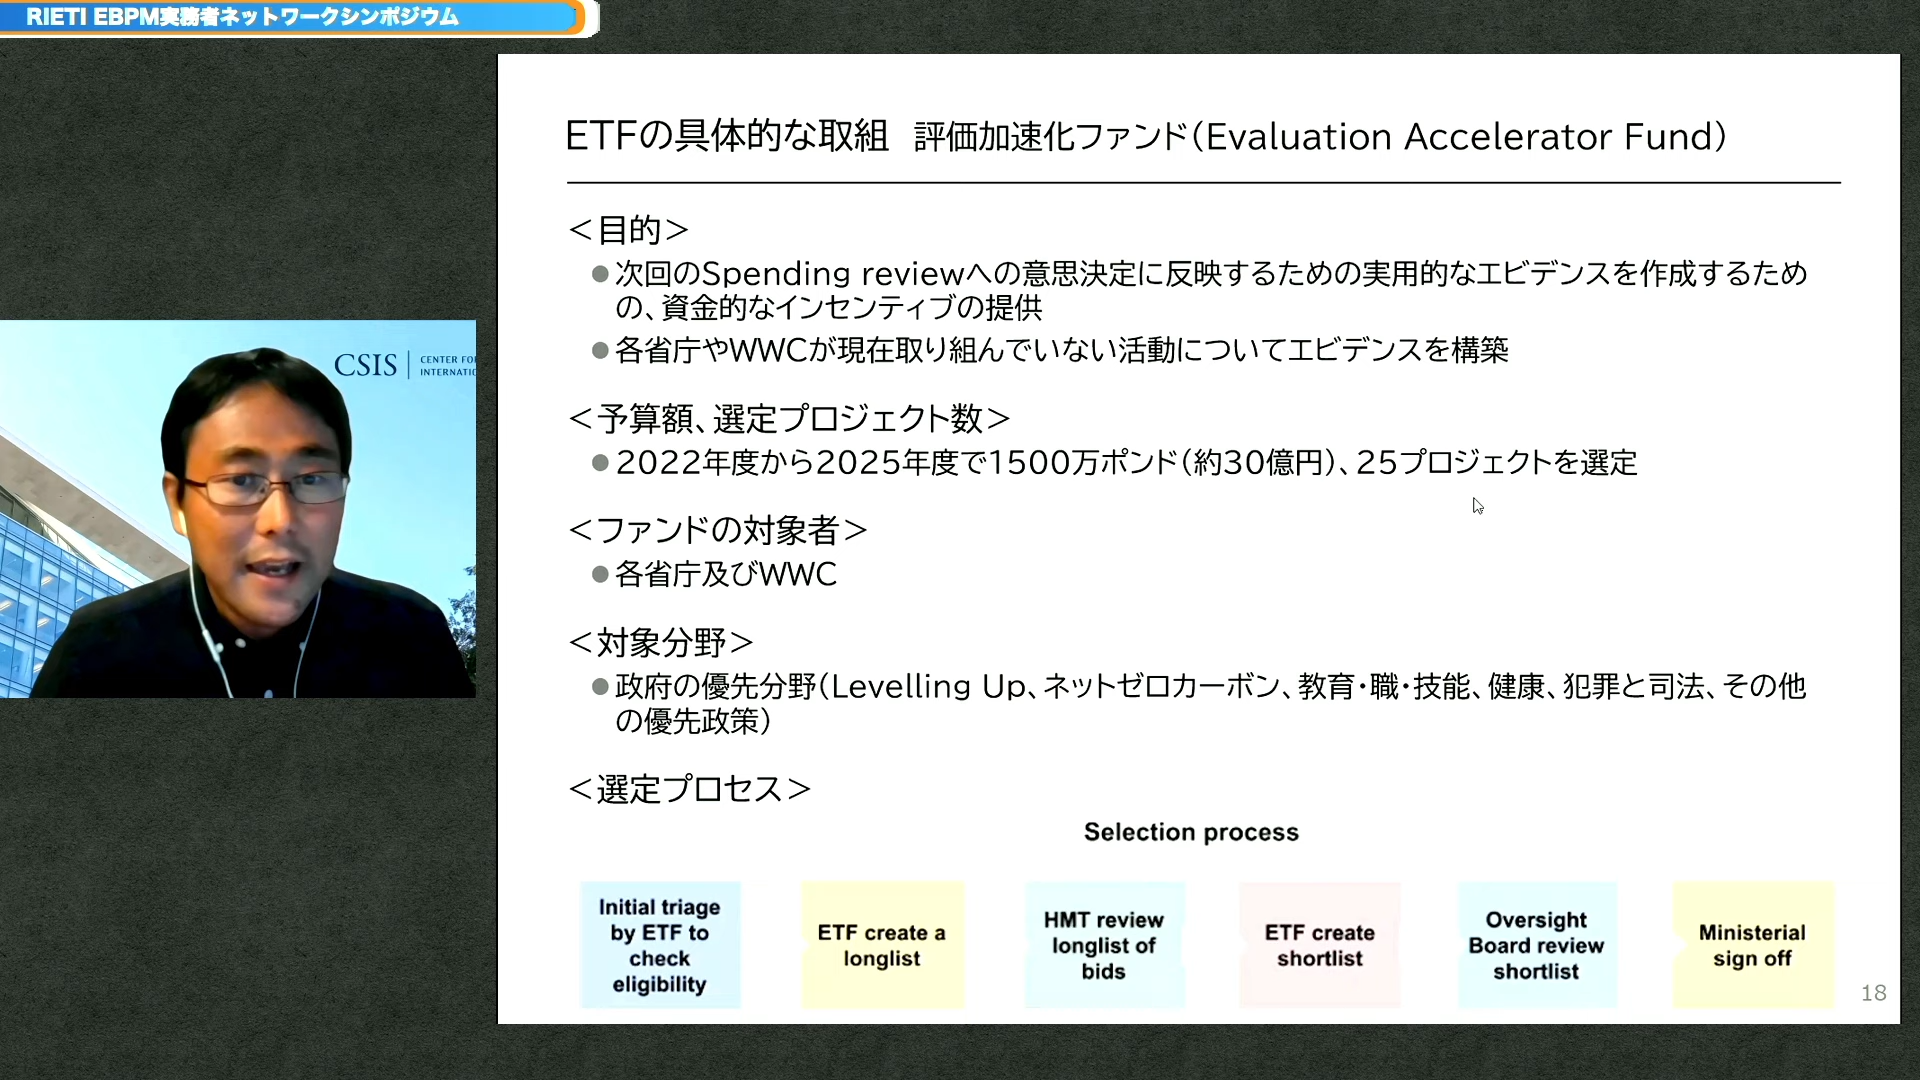 RIETI EBPM実務者ネットワークシンポジウム
CSIS
CENTER FO
INTERNATIO
ETFの具体的な取組　評価加速化ファンド（Evaluation Accelerator Fund）
＜目的＞
●次回のSpending reviewへの意思決定に反映するための実用的なエビデンスを作成するため
の、資金的なインセンティブの提供
●各省庁やWWCが現在取り組んでいない活動についてエビデンスを構築
＜予算額、選定プロジェクト数＞
●2022年度から2025年度で1500万ポンド（約30億円）、25プロジェクトを選定
＜ファンドの対象者＞
●各省庁及びWWC
＜対象分野＞
●政府の優先分野（Levelling Up、ネットゼロカーボン、教育・職・技能、健康、犯罪と司法、その他
の優先政策）
＜選定プロセス＞
Selection process
Initial triage
by ETF to
check
eligibility
ETF create a
longlist
HMT review
longlist of
bids
ETF create
shortlist
Oversight
Board review
shortlist
Ministerial
sign off
18